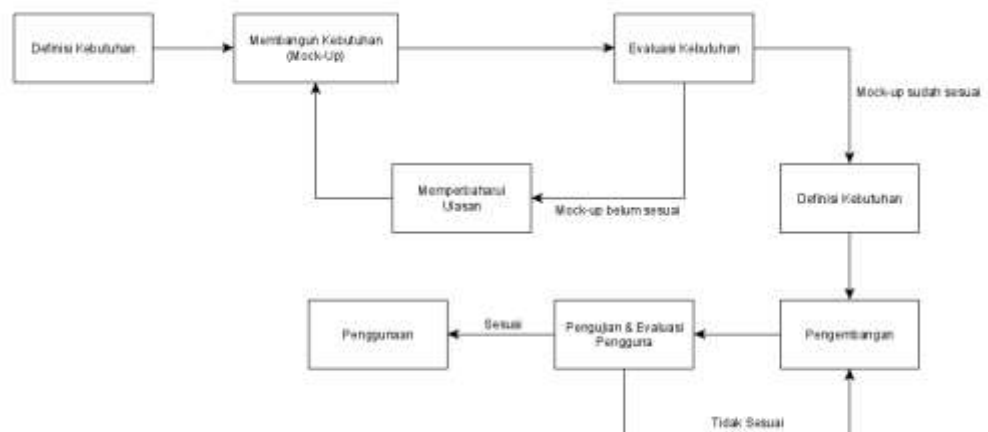 Definisi Kebutuhan
Membangun Kebutuhan
(Mock-Up)
Evaluasi Kebutuhan
Mock-up sudah sesuai
Memperbaharui
Ulasan
Mock-up belum sesuai
Definisi Kebutuhan
Penggunaan
Sesuai
Pengujian & Evaluasi
Pengguna
Pengembangan
Tidak Sesuai